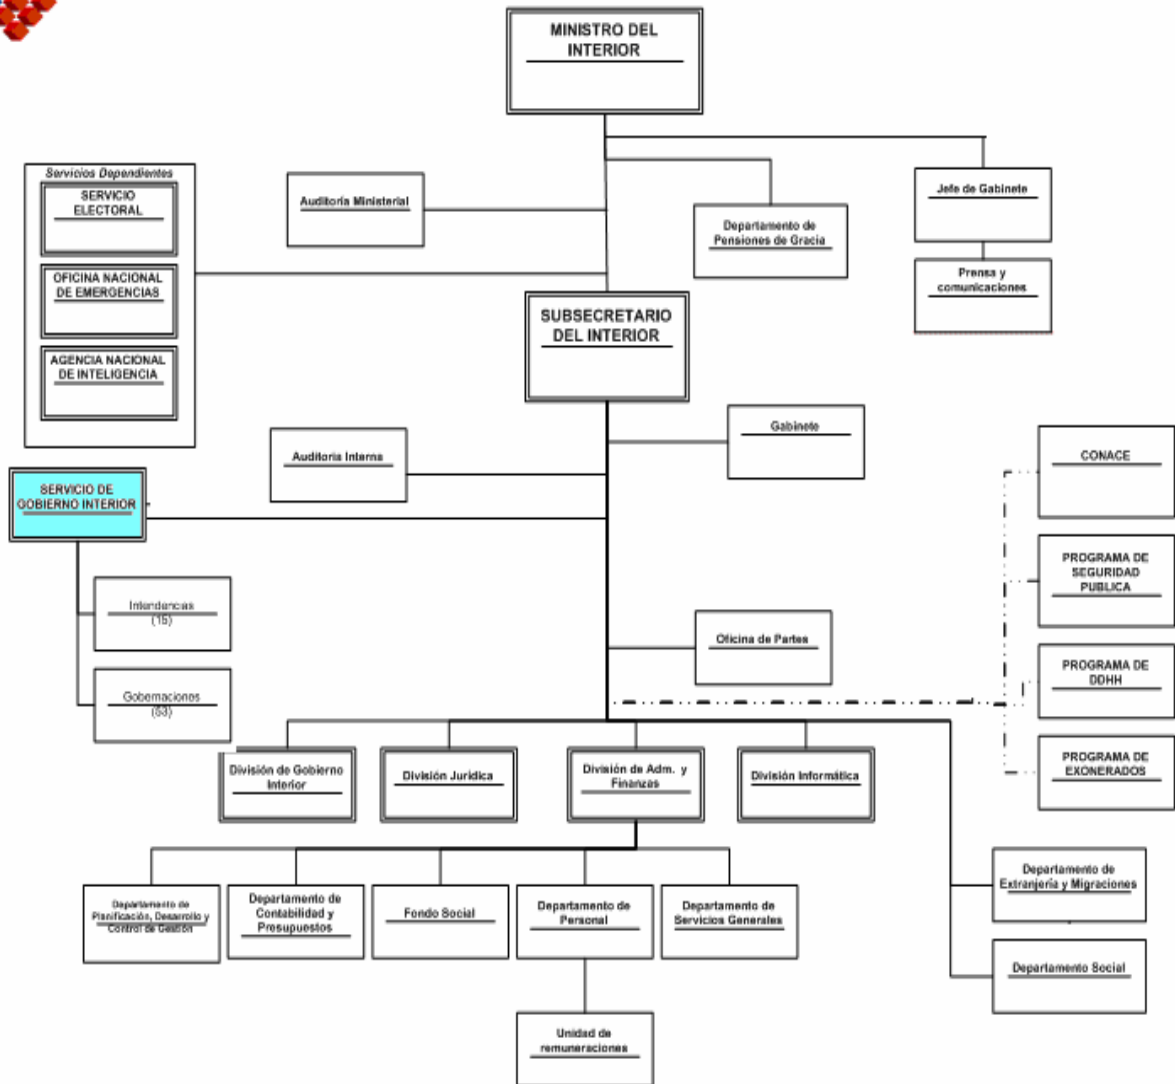 MINISTRO DEL
INTERIOR
Servicios Dependientes
SERVICIO
ELECTORAL
OFICINA NACIONAL
DE EMERGENCIAS
AGENCIA NACIONAL
DE INTELIGENCIA
Auditoría Ministerial
Departamento de
Pensiones de Gracia
Jefe de Gabinete
Prensa y
comunicaciones
SUBSECRETARIO
DEL INTERIOR
Gabinete
Auditoria Interna
SERVICIO DE
GOBIERNO INTERIOR
Intendencias
(15)
Gobernaciones
(53)
CONACE
PROGRAMA DE
SEGURIDAD
PUBLICA
PROGRAMA DE
DDHH
PROGRAMA DE
EXONERADOS
Oficina de Partes
División de Gobierno
Interior
División Jurídica
División de Adm. y
Finanzas
División Informática
Departamento de
Planificación, Desarrollo y
Control de Gestión
Departamento de
Contabilidad y
Presupuestos
Fondo Social
Departamento de
Personal
Departamento de
Servicios Generales
Unidad de
remuneraciones
Departamento de
Extranjería y Migraciones
Departamento Social